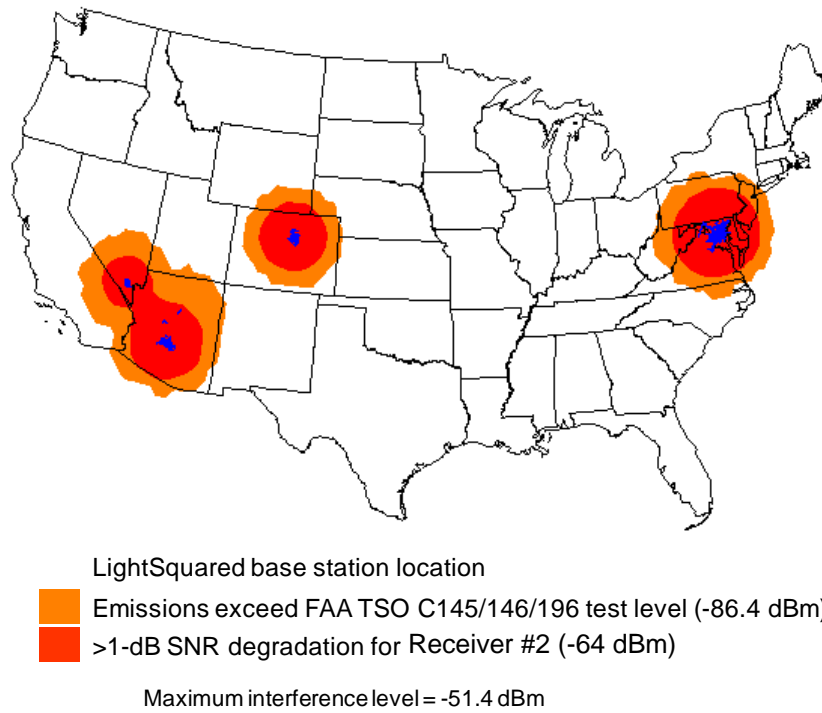 LightSquared base station location
Emissions exceed FAA TSO C145/146/196 test level (-86.4 dBm)
>1-dB SNR degradation for Receiver #2 (-64 dBm)
Maximum interference level = -51.4 dBm